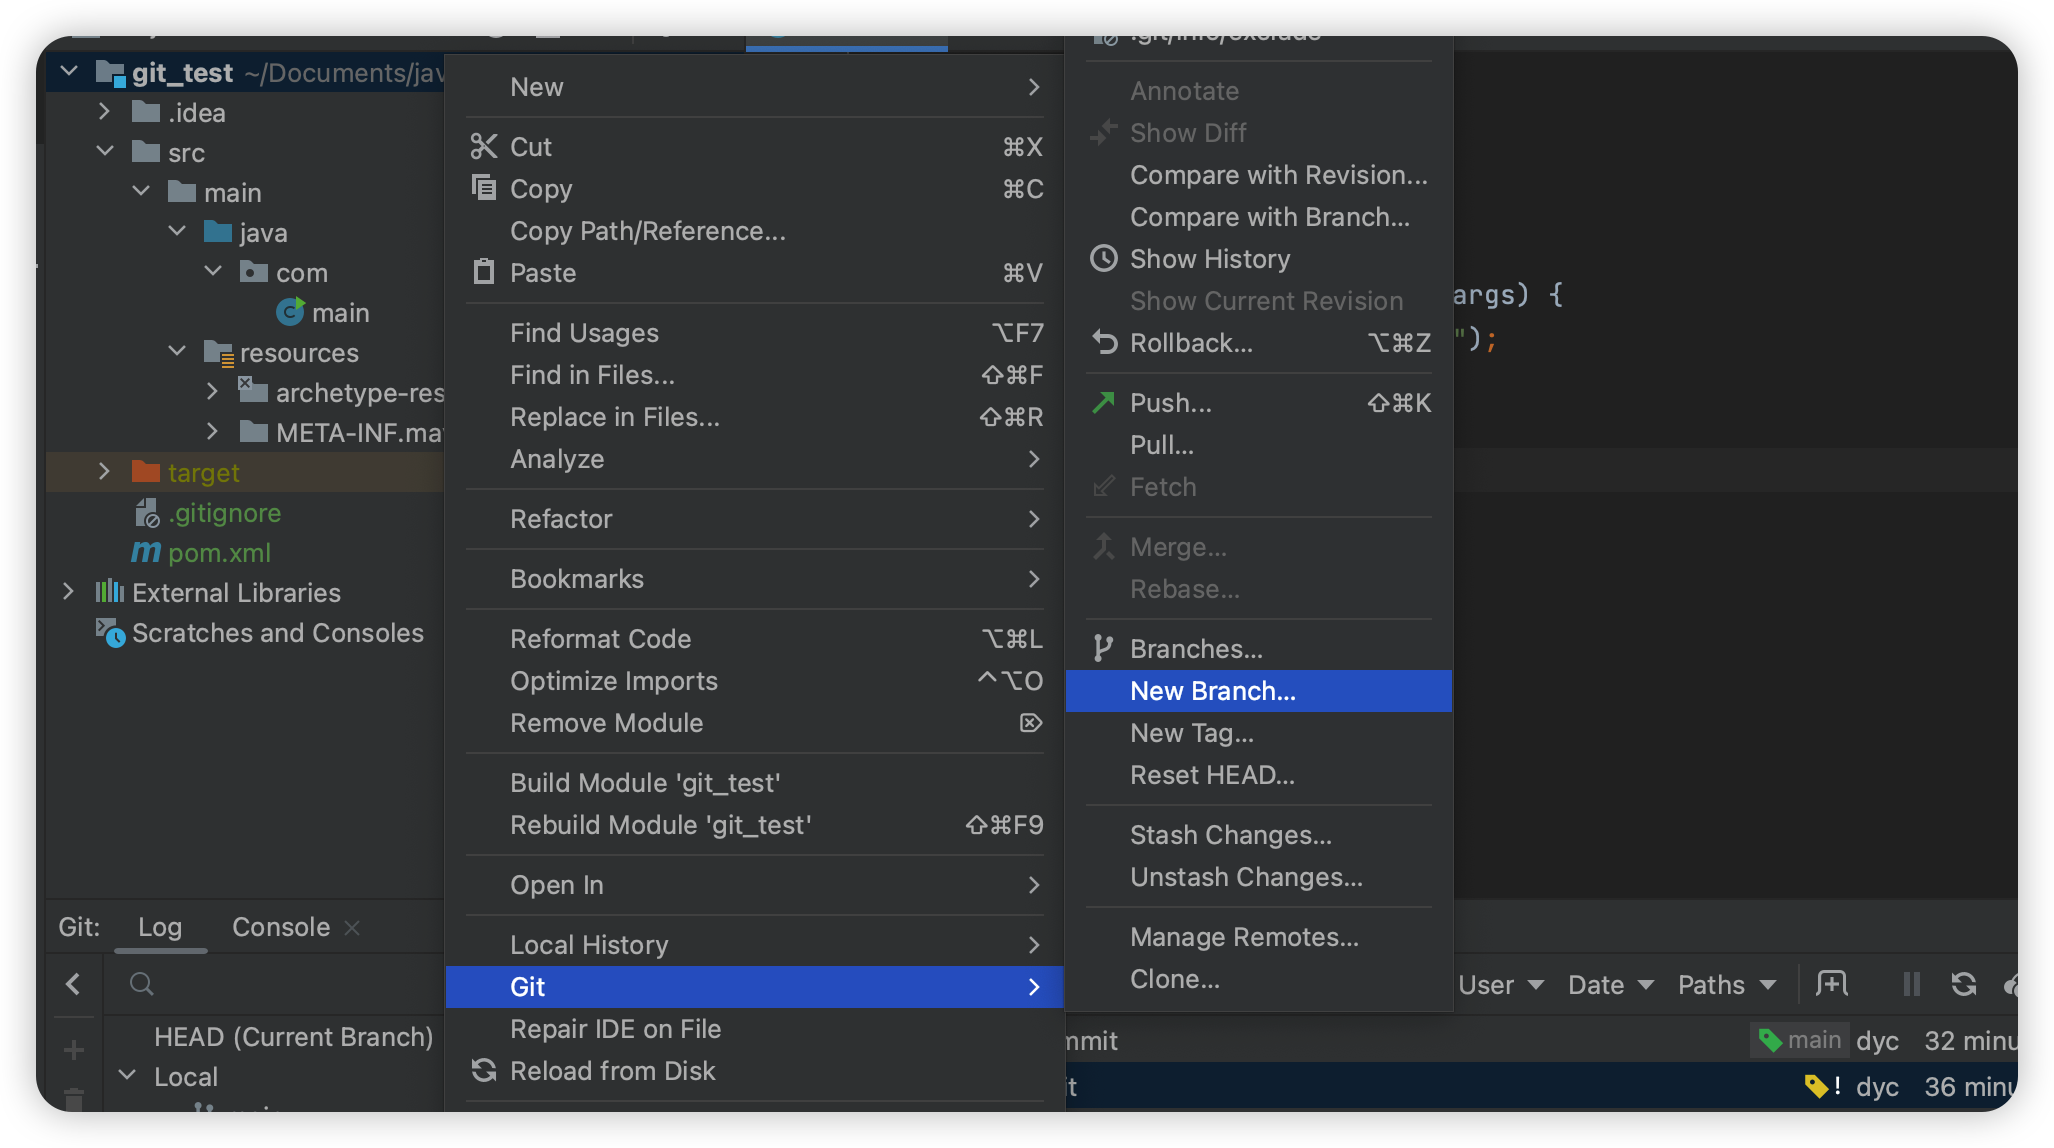 git_test ~/Documents/jav
.idea
src
main
java
com
main
resources
archetype-res
META-INF.ma
target
.gitignore
pom.xml
External Libraries
Scratches and Consoles
New
Cut ⌘X
Copy ⌘C
Copy Path/Reference...
Paste ⌘V
Find Usages ⌥F7
Find in Files... ⇧⌘F
Replace in Files... ⇧⌘R
Analyze
Refactor
Bookmarks
Reformat Code ⌥⌘L
Optimize Imports ^⌥O
Remove Module ⌦
Build Module 'git_test'
Rebuild Module 'git_test' ⇧⌘F9
Open In
Local History
Git
Repair IDE on File
Reload from Disk
.git/info/exclude
Annotate
Show Diff
Compare with Revision...
Compare with Branch...
Show History
Show Current Revision
Rollback... ⌥⌘Z
Push... ⇧⌘K
Pull...
Fetch
Merge...
Rebase...
Branches...
New Branch...
New Tag...
Reset HEAD...
Stash Changes...
Unstash Changes...
Manage Remotes...
Clone...
args) {
");
Git: Log Console
User Date Paths
HEAD (Current Branch)
Local
mmit main dyc 32 minu
it ! dyc 36 minu